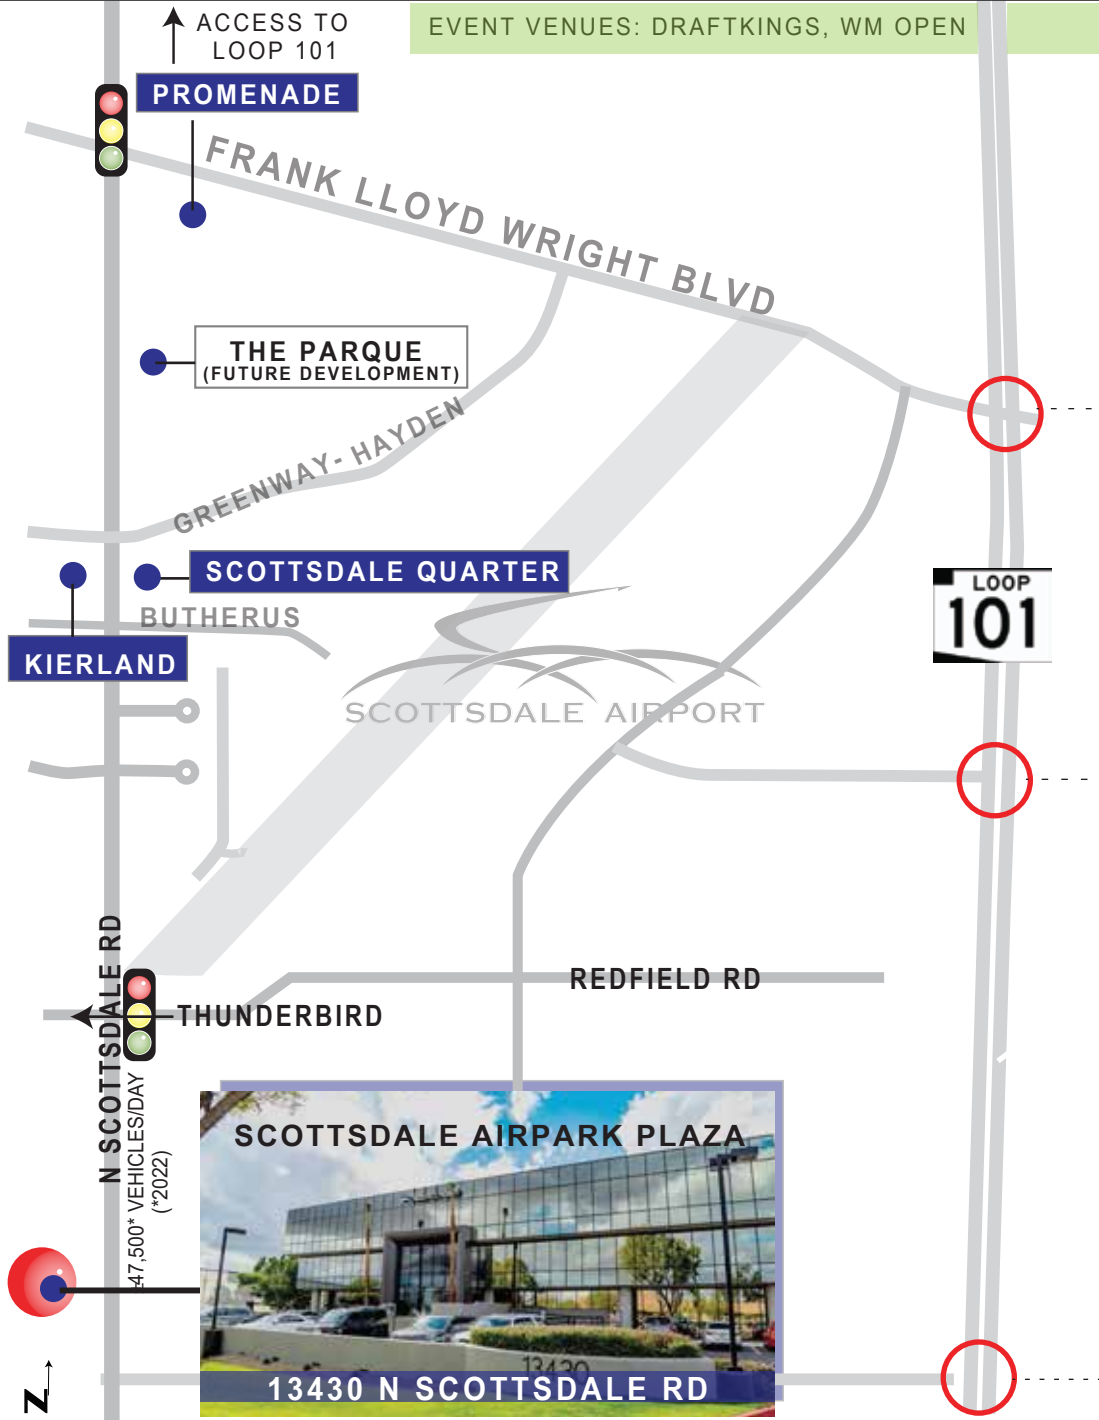 ACCESS TO
LOOP 101
EVENT VENUES: DRAFTKINGS, WM OPEN
PROMENADE
FRANK LLOYD WRIGHT BLVD
THE PARQUE
(FUTURE DEVELOPMENT)
GREENWAY- HAYDEN
SCOTTSDALE QUARTER
BUTHERUS
KIERLAND
LOOP
101
SCOTTSDALE AIRPORT
N SCOTTSDALE RD
REDFIELD RD
THUNDERBIRD
47,500* VEHICLES/DAY
(*2022)
SCOTTSDALE AIRPARK PLAZA
13430
13430 N SCOTTSDALE RD
N